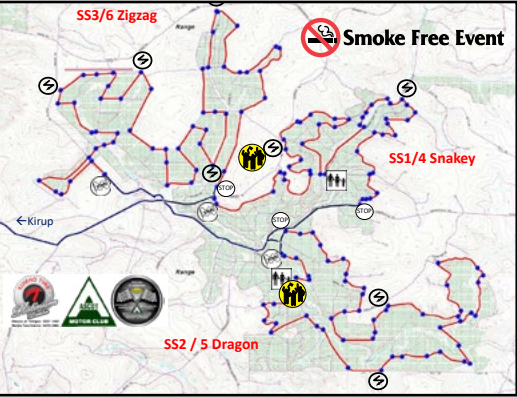 SS3/6 Zigzag
Range
Smoke Free Event
SS1/4 Snakey
STOP
STOP
STOP
←Kirup
Range
MOTOR CLUB
SS2 / 5 Dragon